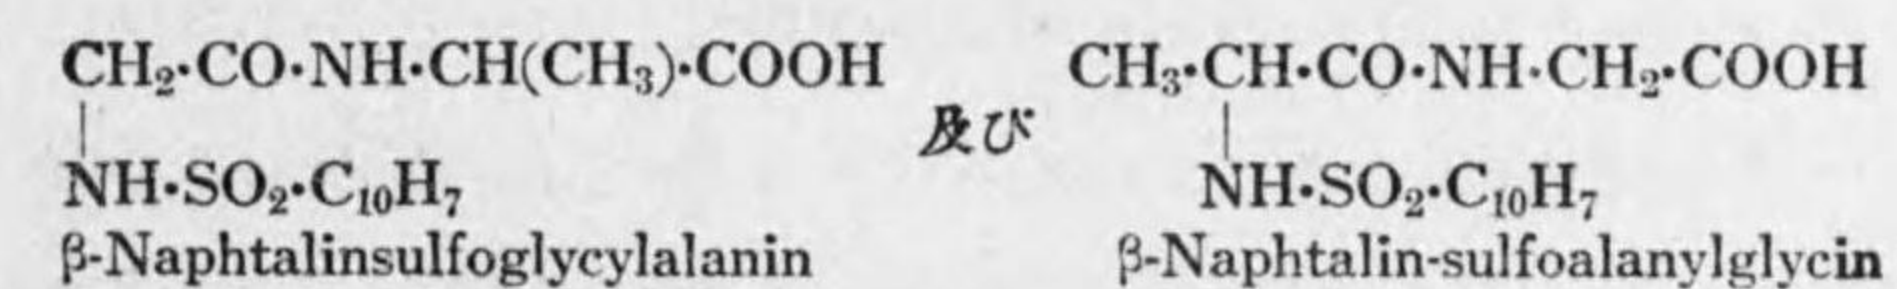 CH₂·CO·NH·CH(CH₃)·COOH
NH·SO₂·C₁₀H₇
β-Naphtalinsulfoglycylalanin
及び
CH₃·CH·CO·NH·CH₂·COOH
NH·SO₂·C₁₀H₇
β-Naphtalin-sulfoalanylglycin